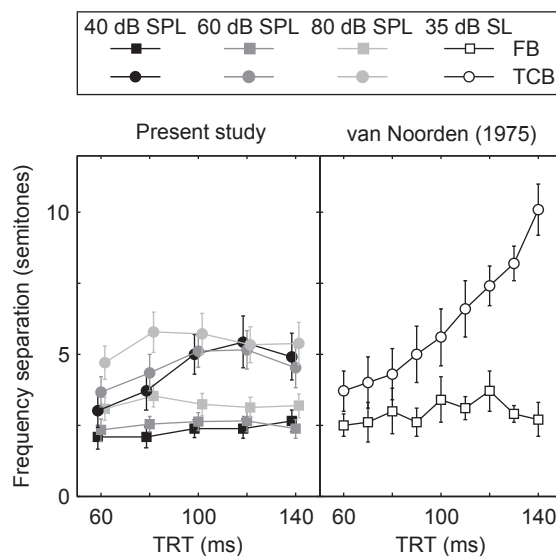 40 dB SPL 60 dB SPL 80 dB SPL 35 dB SL
FB
TCB
Present study van Noorden (1975)
Frequency separation (semitones)
10
5
0
60 100 140 60 100 140
TRT (ms) TRT (ms)